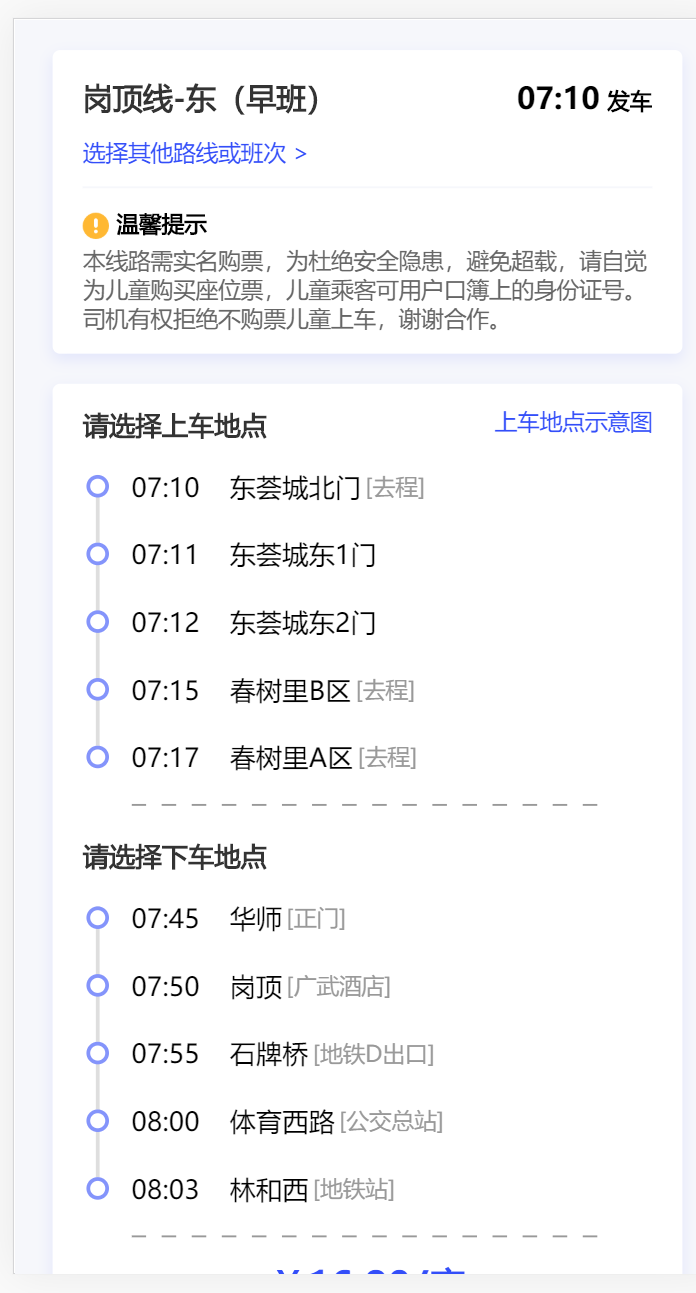 岗顶线-东（早班）
07:10 发车
选择其他路线或班次 >
温馨提示
本线路需实名购票，为杜绝安全隐患，避免超载，请自觉
为儿童购买座位票，儿童乘客可用户口簿上的身份证号。
司机有权拒绝不购票儿童上车，谢谢合作。
请选择上车地点
上车地点示意图
07:10 东荟城北门[去程]
07:11 东荟城东1门
07:12 东荟城东2门
07:15 春树里B区[去程]
07:17 春树里A区[去程]
请选择下车地点
07:45 华师[正门]
07:50 岗顶[广武酒店]
07:55 石牌桥[地铁D出口]
08:00 体育西路[公交总站]
08:03 林和西[地铁站]